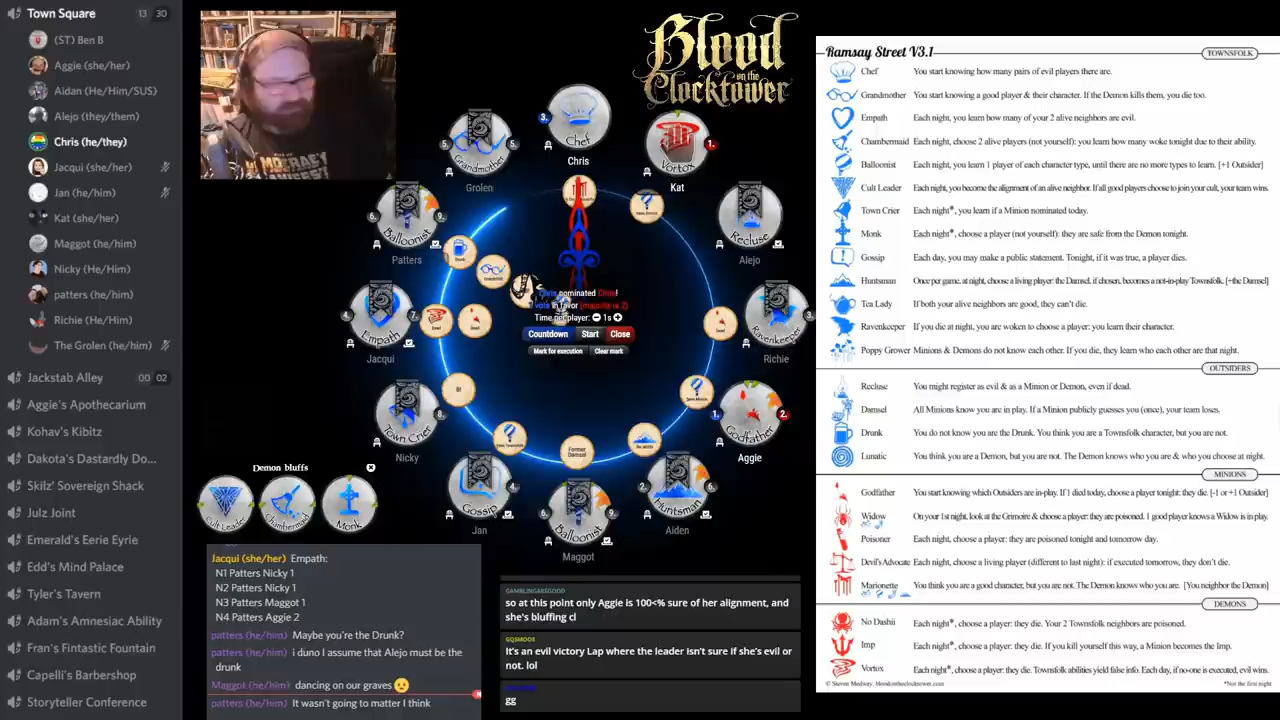 Town Square
13 30
(ST) Ben B
Aggie (she/her)
Aidan (He/Him/SUS)
Alejo (they/them)
Chris (he/they)
Jacqui (she/her)
Jan (he/him)
Kat (she/her)
Maggot (he/him)
Nicky (He/Him)
patters (he/him)
Richie (he/him)
The Grolen (he/him)
Jackstab Alley
00 02
Aggie's Apothecarium
Kohav's Kibitz
Dakota's Dastardly Do...
Skitz' Sovereign Shack
Julz Joint
Emerald's Eerie Eyrie
Edd's Mind Palace
Tyler's Trailer
Adam's Amnesiac Ability
Fran's Fantastic Fountain
Caitlin's Cabinet
Storyteller's Conference
Blood
on the
Clocktower
Chef
Chris
Grandmother
Grolen
Vortox
Kat
Balloonist
Patters
Recluse
Alejo
Empath
Jacqui
Ravenkeeper
Richie
Nicky
Godfather
Aggie
Gossip
Jan
Balloonist
Maggot
Huntsman
Aiden
Chris nominated Chris!
Time per player: 1s
Countdown
Start
Close
Mark for execution
Clear mark
Former
Damsel
Demon bluffs
Cult Leader
Chambermaid
Monk
Jacqui (she/her) Empath:
N1 Patters Nicky 1
N2 Patters Nicky 1
N3 Patters Maggot 1
N4 Patters Aggie 2
patters (he/him) Maybe you're the Drunk?
patters (he/him) i duno I assume that Alejo must be the
drunk
Maggot (he/him) dancing on our graves
patters (he/him) It wasn't going to matter I think
GAMBLINGAREGOOD
so at this point only Aggie is 100<% sure of her alignment, and
she's bluffing cl
GQSMOOS
It's an evil victory Lap where the leader isn't sure if she's evil or
not. lol
gg
Ramsay Street V3.1
TOWNSFOLK
Chef You start knowing how many pairs of evil players there are.
Grandmother You start knowing a good player & their character. If the Demon kills them, you die too.
Empath Each night, you learn how many of your 2 alive neighbors are evil.
Chambermaid Each night, choose 2 alive players (not yourself): you learn how many woke tonight due to their ability.
Balloonist Each night, you learn 1 player of each character type, until there are no more types to learn. [+1 Outsider]
Cult Leader Each night, you become the alignment of an alive neighbor. If all good players choose to join your cult, your team wins.
Town Crier Each night*, you learn if a Minion nominated today.
Monk Each night*, choose a player (not yourself): they are safe from the Demon tonight.
Gossip Each day, you may make a public statement. Tonight, if it was true, a player dies.
Huntsman Once per game, at night, choose a living player: the Damsel, if chosen, becomes a not-in-play Townsfolk. [+the Damsel]
Tea Lady If both your alive neighbors are good, they can't die.
Ravenkeeper If you die at night, you are woken to choose a player: you learn their character.
Poppy Grower Minions & Demons do not know each other. If you die, they learn who each other are that night.
OUTSIDERS
Recluse You might register as evil & as a Minion or Demon, even if dead.
Damsel All Minions know you are in play. If a Minion publicly guesses you (once), your team loses.
Drunk You do not know you are the Drunk. You think you are a Townsfolk character, but you are not.
Lunatic You think you are a Demon, but you are not. The Demon knows who you are & who you choose at night.
MINIONS
Godfather You start knowing which Outsiders are in-play. If 1 died today, choose a player tonight: they die. [-1 or +1 Outsider]
Widow On your 1st night, look at the Grimoire & choose a player: they are poisoned. 1 good player knows a Widow is in play.
Poisoner Each night, choose a player: they are poisoned tonight and tomorrow day.
Devil's Advocate Each night, choose a living player (different to last night): if executed tomorrow, they don't die.
Marionette You think you are a good character, but you are not. The Demon knows who you are. [You neighbor the Demon]
DEMONS
No Dashii Each night*, choose a player: they die. Your 2 Townsfolk neighbors are poisoned.
Imp Each night*, choose a player: they die. If you kill yourself this way, a Minion becomes the Imp.
Vortox Each night*, choose a player: they die. Townsfolk abilities yield false info. Each day, if no-one is executed, evil wins.
© Steven Medway, bloodontheclocktower.com
*Not the first night